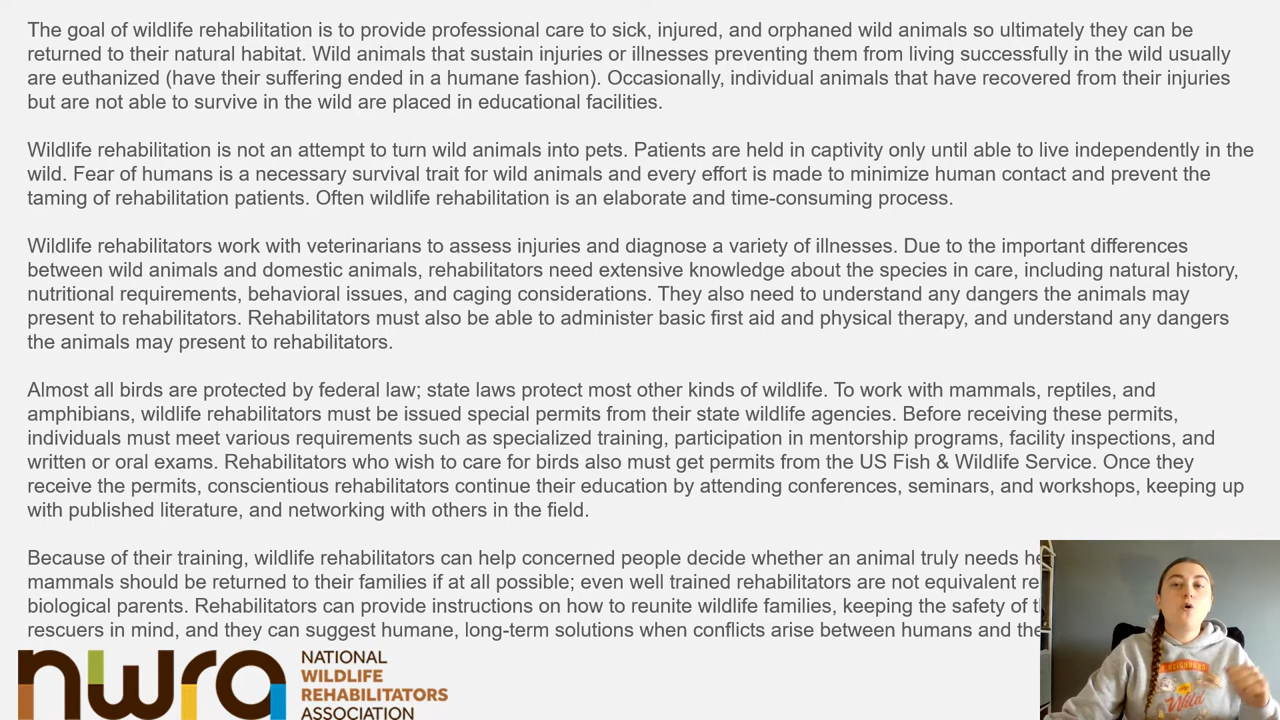 The goal of wildlife rehabilitation is to provide professional care to sick, injured, and orphaned wild animals so ultimately they can be
returned to their natural habitat. Wild animals that sustain injuries or illnesses preventing them from living successfully in the wild usually
are euthanized (have their suffering ended in a humane fashion). Occasionally, individual animals that have recovered from their injuries
but are not able to survive in the wild are placed in educational facilities.
Wildlife rehabilitation is not an attempt to turn wild animals into pets. Patients are held in captivity only until able to live independently in the
wild. Fear of humans is a necessary survival trait for wild animals and every effort is made to minimize human contact and prevent the
taming of rehabilitation patients. Often wildlife rehabilitation is an elaborate and time-consuming process.
Wildlife rehabilitators work with veterinarians to assess injuries and diagnose a variety of illnesses. Due to the important differences
between wild animals and domestic animals, rehabilitators need extensive knowledge about the species in care, including natural history,
nutritional requirements, behavioral issues, and caging considerations. They also need to understand any dangers the animals may
present to rehabilitators. Rehabilitators must also be able to administer basic first aid and physical therapy, and understand any dangers
the animals may present to rehabilitators.
Almost all birds are protected by federal law; state laws protect most other kinds of wildlife. To work with mammals, reptiles, and
amphibians, wildlife rehabilitators must be issued special permits from their state wildlife agencies. Before receiving these permits,
individuals must meet various requirements such as specialized training, participation in mentorship programs, facility inspections, and
written or oral exams. Rehabilitators who wish to care for birds also must get permits from the US Fish & Wildlife Service. Once they
receive the permits, conscientious rehabilitators continue their education by attending conferences, seminars, and workshops, keeping up
with published literature, and networking with others in the field.
Because of their training, wildlife rehabilitators can help concerned people decide whether an animal truly needs
mammals should be returned to their families if at all possible; even well trained rehabilitators are not equivalent
biological parents. Rehabilitators can provide instructions on how to reunite wildlife families, keeping the safety of
rescuers in mind, and they can suggest humane, long-term solutions when conflicts arise between humans and
nwra
NATIONAL
WILDLIFE
REHABILITATORS
ASSOCIATION
Wild